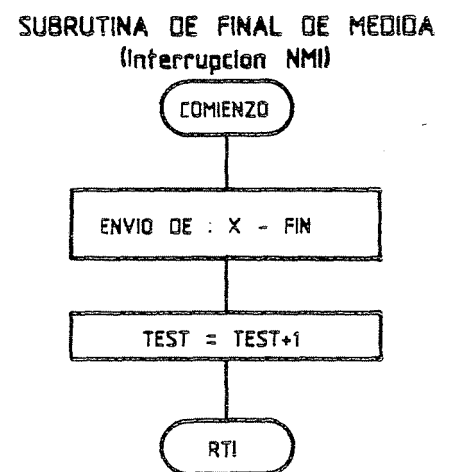 SUBRUTINA DE FINAL DE MEDIDA
(Interrupcion NMI)
COMIENZO
ENVIO DE : X - FIN
TEST = TEST+1
RTI